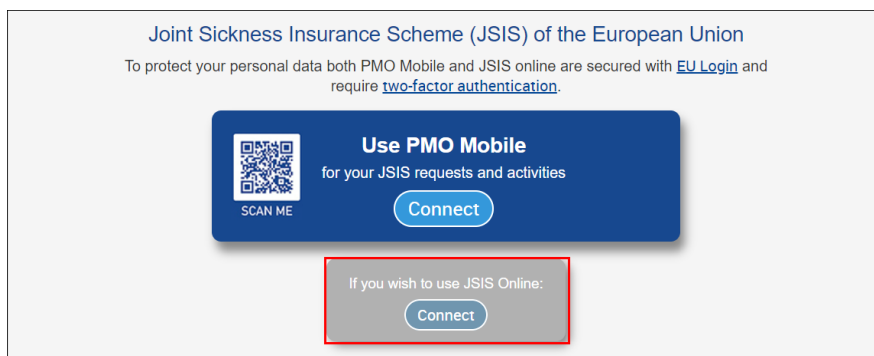 Joint Sickness Insurance Scheme (JSIS) of the European Union
To protect your personal data both PMO Mobile and JSIS online are secured with EU Login and
require two-factor authentication.
Use PMO Mobile
for your JSIS requests and activities
SCAN ME
Connect
If you wish to use JSIS Online:
Connect